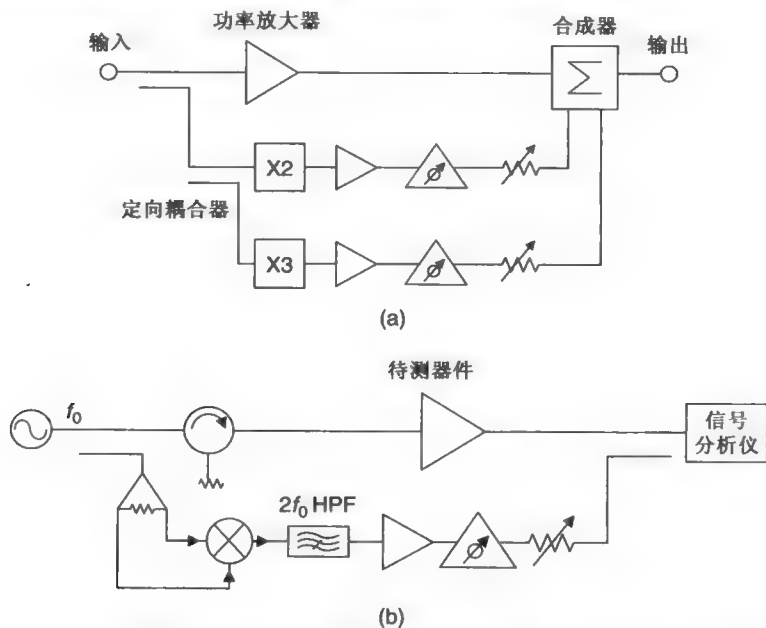 输入
功率放大器
合成器
输出
Σ
X2
定向耦合器
X3
(a)
待测器件
f₀
信号
分析仪
2f₀ HPF
(b)